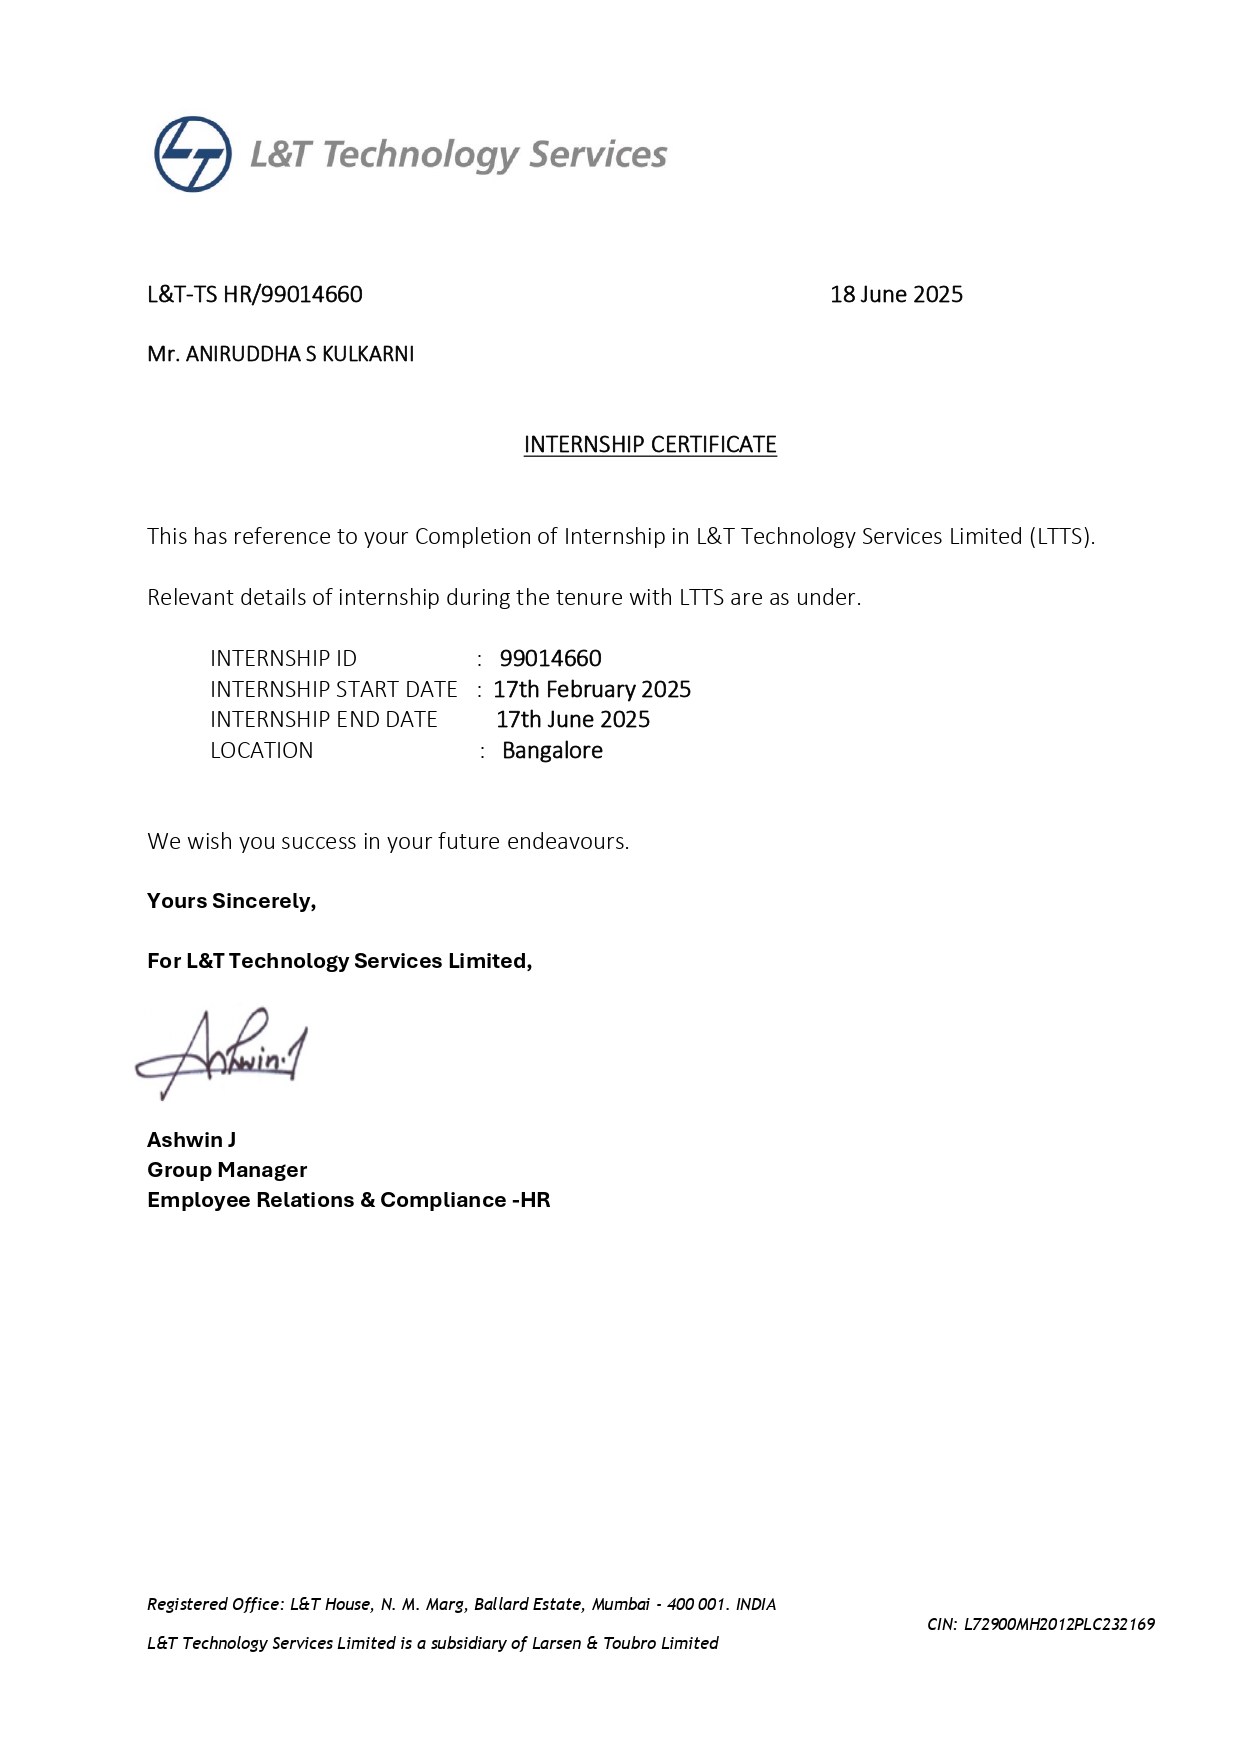 L&T Technology Services
L&T-TS HR/99014660 18 June 2025
Mr. ANIRUDDHA S KULKARNI
INTERNSHIP CERTIFICATE
This has reference to your Completion of Internship in L&T Technology Services Limited (LTTS).
Relevant details of internship during the tenure with LTTS are as under.
INTERNSHIP ID : 99014660
INTERNSHIP START DATE : 17th February 2025
INTERNSHIP END DATE 17th June 2025
LOCATION : Bangalore
We wish you success in your future endeavours.
Yours Sincerely,
For L&T Technology Services Limited,
Ashwin.J
Ashwin J
Group Manager
Employee Relations & Compliance -HR
Registered Office: L&T House, N. M. Marg, Ballard Estate, Mumbai - 400 001. INDIA
CIN: L72900MH2012PLC232169
L&T Technology Services Limited is a subsidiary of Larsen & Toubro Limited